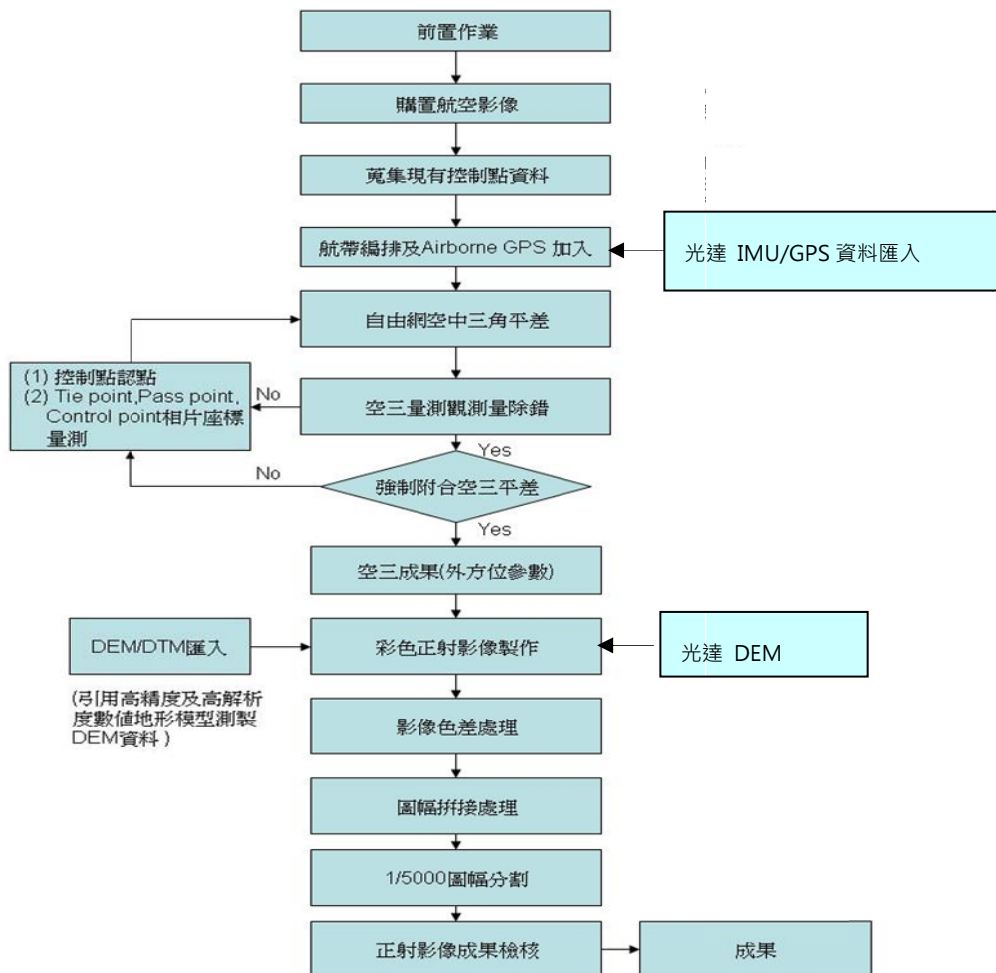 前置作業
購置航空影像
蒐集現有控制點資料
航帶編排及Airborne GPS 加入
光達 IMU/GPS 資料匯入
自由網空中三角平差
(1) 控制點認點
(2) Tie point,Pass point,
Control point相片座標
量測
No
空三量測觀測量除錯
Yes
No
強制附合空三平差
Yes
空三成果(外方位參數)
DEM/DTM匯入
彩色正射影像製作
光達 DEM
(引用高精度及高解析
度數值地形模型測製
DEM資料)
影像色差處理
圖幅拼接處理
1/5000圖幅分割
正射影像成果檢核
成果